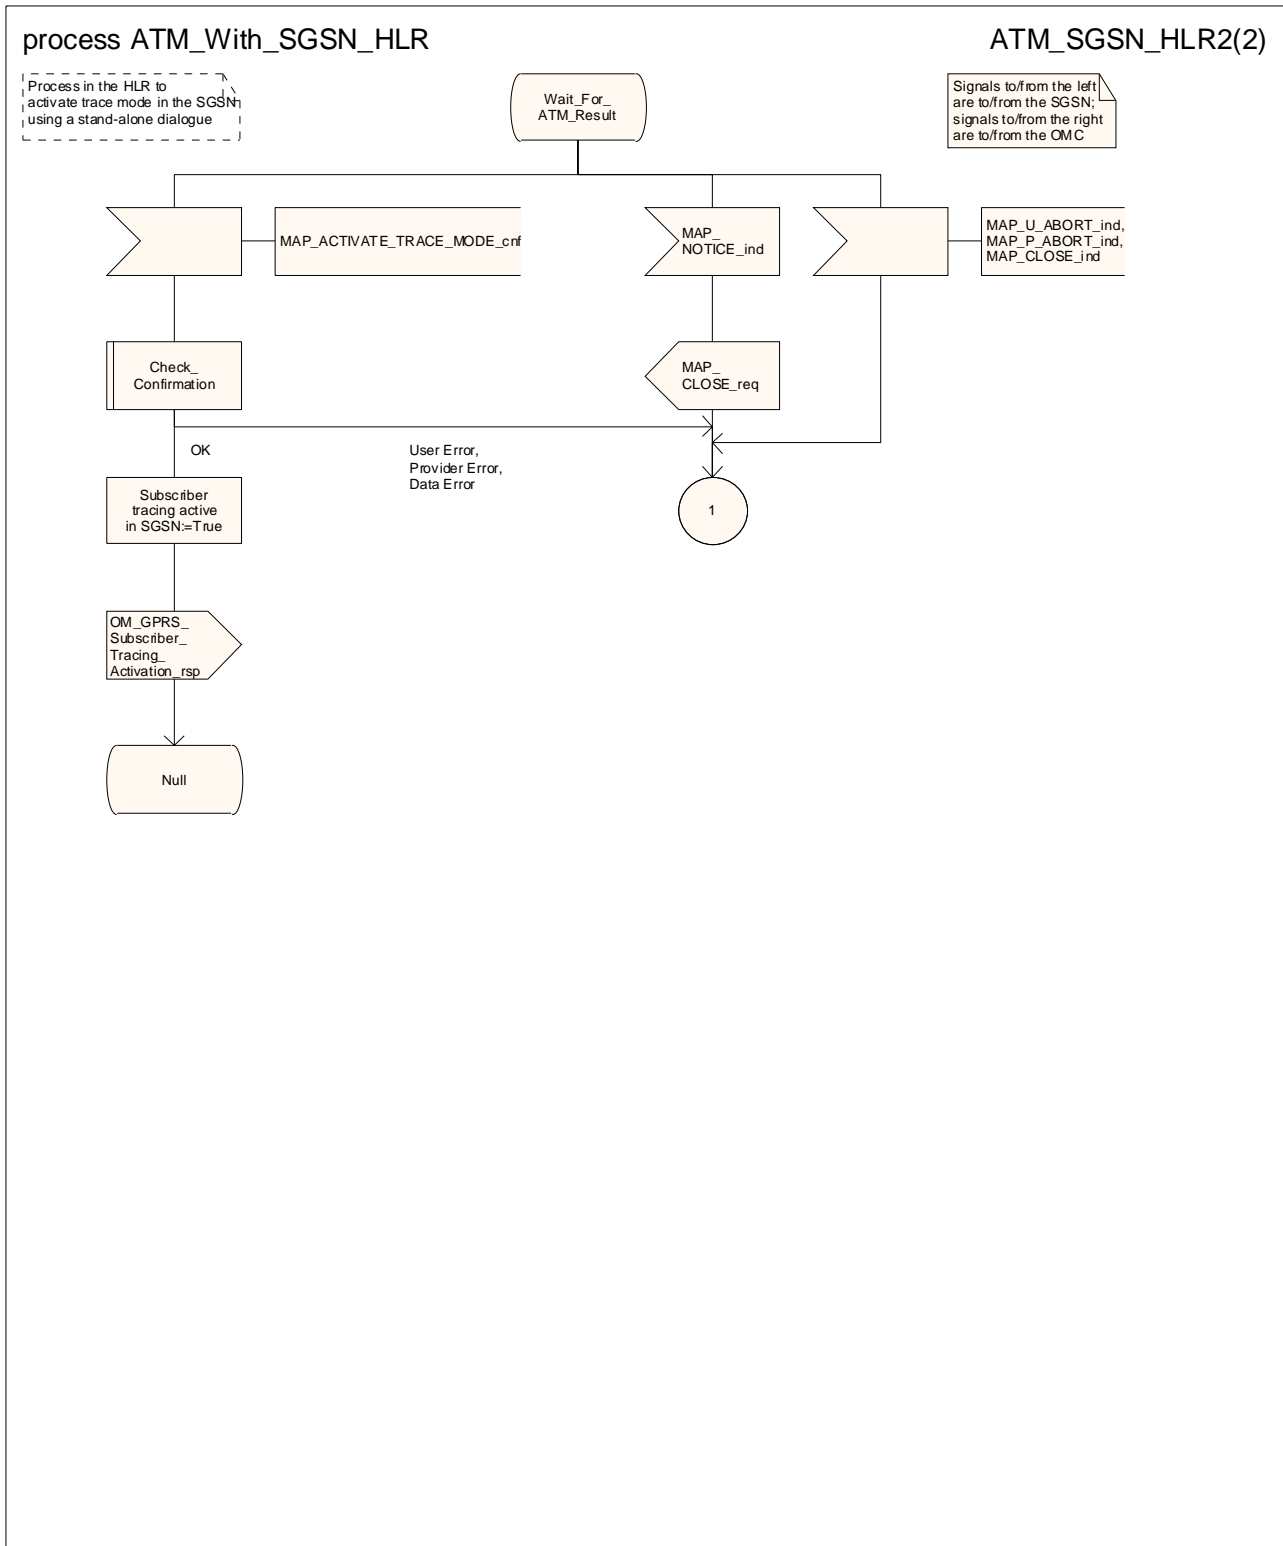 process ATM_With_SGSN_HLR
ATM_SGSN_HLR2(2)
Process in the HLR to
activate trace mode in the SGSN
using a stand-alone dialogue
Wait_For_
ATM_Result
Signals to/from the left
are to/from the SGSN;
signals to/from the right
are to/from the OMC
MAP_ACTIVATE_TRACE_MODE_cnf
MAP_
NOTICE_ind
MAP_U_ABORT_ind,
MAP_P_ABORT_ind,
MAP_CLOSE_ind
Check_
Confirmation
MAP_
CLOSE_req
OK
User Error,
Provider Error,
Data Error
Subscriber
tracing active
in SGSN:=True
1
OM_GPRS_
Subscriber_
Tracing_
Activation_rsp
Null